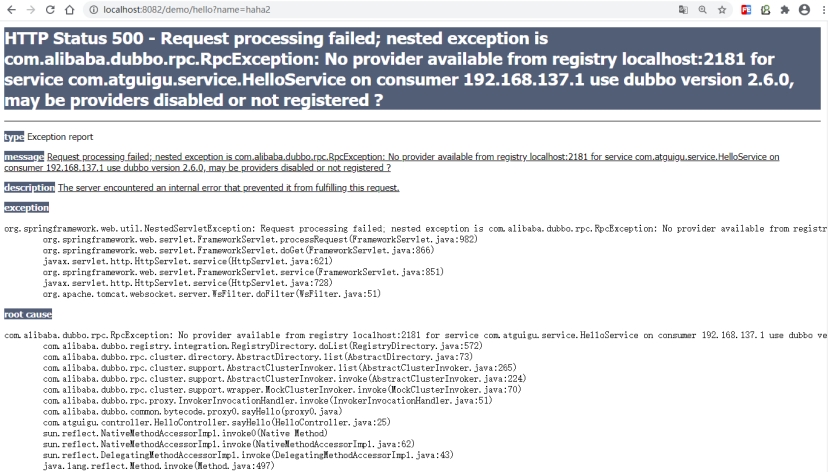 localhost:8082/demo/hello?name=haha2
HTTP Status 500 - Request processing failed; nested exception is
com.alibaba.dubbo.rpc.RpcException: No provider available from registry localhost:2181 for
service com.atguigu.service.HelloService on consumer 192.168.137.1 use dubbo version 2.6.0,
may be providers disabled or not registered ?
type Exception report
message Request processing failed; nested exception is com.alibaba.dubbo.rpc.RpcException: No provider available from registry localhost:2181 for service com.atguigu.service.HelloService on
consumer 192.168.137.1 use dubbo version 2.6.0, may be providers disabled or not registered ?
description The server encountered an internal error that prevented it from fulfilling this request.
exception
org.springframework.web.util.NestedServletException: Request processing failed; nested exception is com.alibaba.dubbo.rpc.RpcException: No provider available from registr
org.springframework.web.servlet.FrameworkServlet.processRequest(FrameworkServlet.java:982)
org.springframework.web.servlet.FrameworkServlet.doGet(FrameworkServlet.java:866)
javax.servlet.http.HttpServlet.service(HttpServlet.java:621)
org.springframework.web.servlet.FrameworkServlet.service(FrameworkServlet.java:851)
javax.servlet.http.HttpServlet.service(HttpServlet.java:728)
org.apache.tomcat.websocket.server.WsFilter.doFilter(WsFilter.java:51)
root cause
com.alibaba.dubbo.rpc.RpcException: No provider available from registry localhost:2181 for service com.atguigu.service.HelloService on consumer 192.168.137.1 use dubbo ve
com.alibaba.dubbo.registry.integration.RegistryDirectory.doList(RegistryDirectory.java:572)
com.alibaba.dubbo.rpc.cluster.directory.AbstractDirectory.list(AbstractDirectory.java:73)
com.alibaba.dubbo.rpc.cluster.support.AbstractClusterInvoker.list(AbstractClusterInvoker.java:265)
com.alibaba.dubbo.rpc.cluster.support.AbstractClusterInvoker.invoke(AbstractClusterInvoker.java:224)
com.alibaba.dubbo.rpc.cluster.support.wrapper.MockClusterInvoker.invoke(MockClusterInvoker.java:70)
com.alibaba.dubbo.rpc.proxy.InvokerInvocationHandler.invoke(InvokerInvocationHandler.java:51)
com.alibaba.dubbo.common.bytecode.proxy0.sayHello(proxy0.java)
com.atguigu.controller.HelloController.sayHello(HelloController.java:25)
sun.reflect.NativeMethodAccessorImpl.invoke0(Native Method)
sun.reflect.NativeMethodAccessorImpl.invoke(NativeMethodAccessorImpl.java:62)
sun.reflect.DelegatingMethodAccessorImpl.invoke(DelegatingMethodAccessorImpl.java:43)
java.lang.reflect.Method.invoke(Method.java:497)